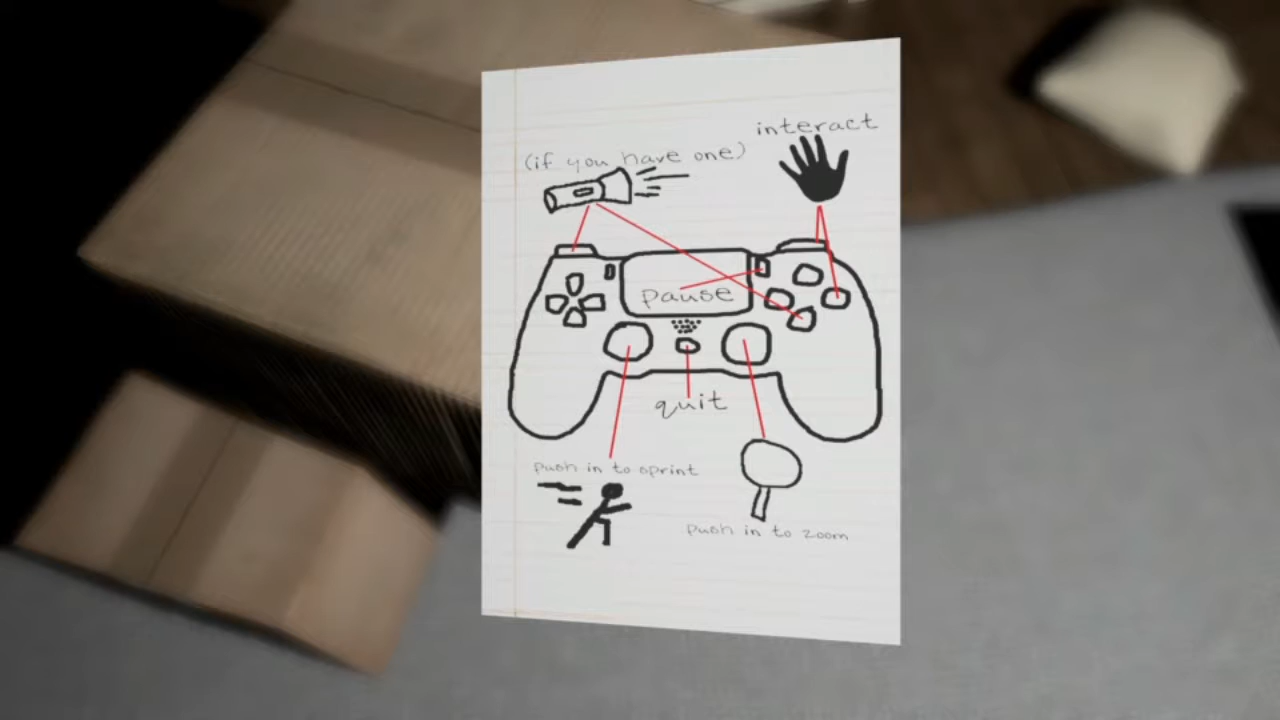 interact
(if you have one)
pause
quit
push in to sprint
push in to zoom